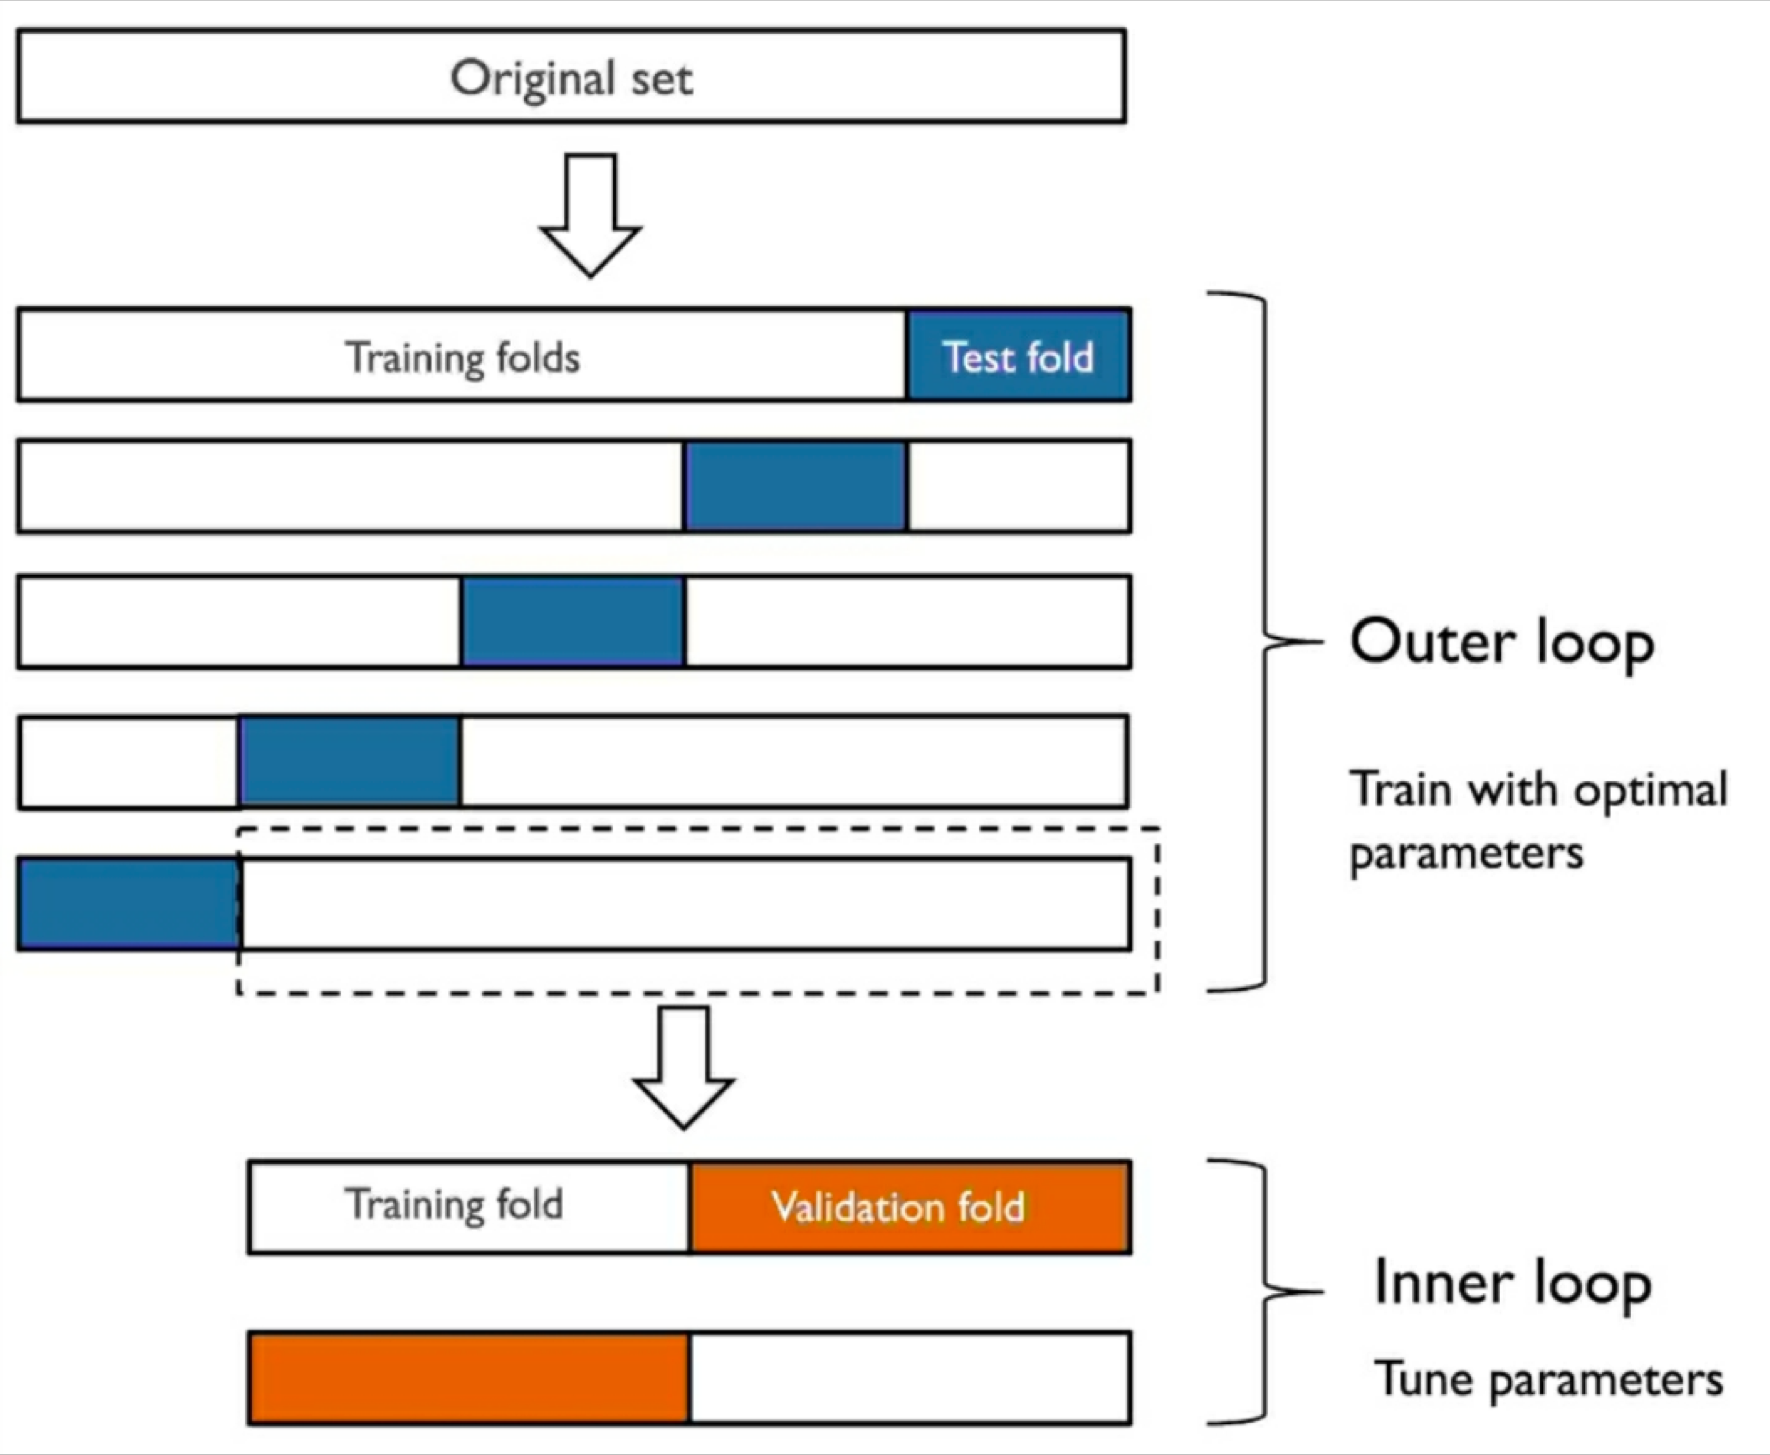 Original set
Training folds
Test fold
Outer loop
Train with optimal
parameters
Training fold
Validation fold
Inner loop
Tune parameters